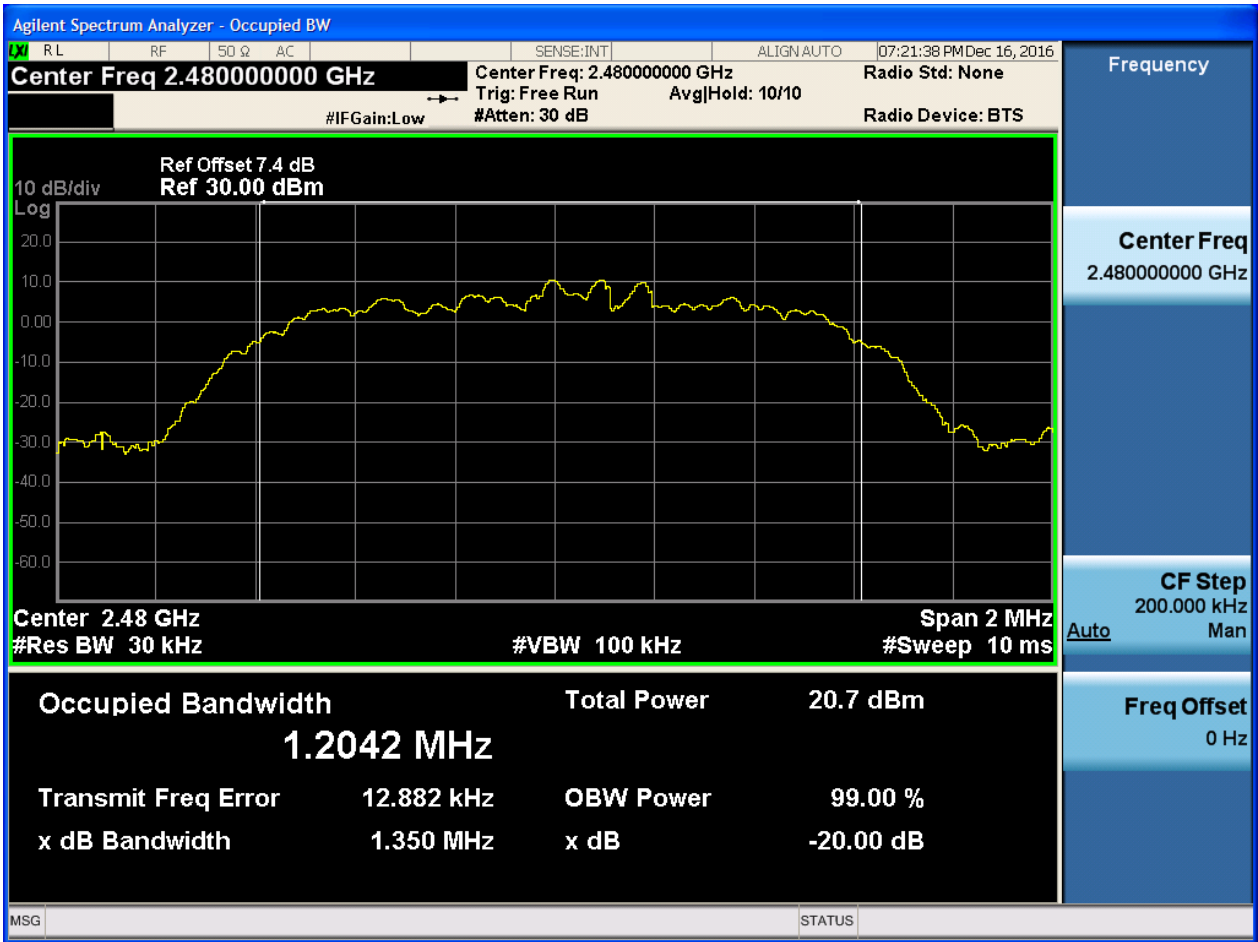 Agilent Spectrum Analyzer - Occupied BW
LXI RL RF 50 Ω AC SENSE:INT ALIGN AUTO 07:21:38 PM Dec 16, 2016
Center Freq 2.480000000 GHz
Center Freq: 2.480000000 GHz
Radio Std: None
Trig: Free Run Avg|Hold: 10/10
#IFGain:Low
#Atten: 30 dB
Radio Device: BTS
Ref Offset 7.4 dB
10 dB/div Ref 30.00 dBm
Log
20.0
10.0
0.00
-10.0
-20.0
-30.0
-40.0
-50.0
-60.0
Center 2.48 GHz Span 2 MHz
#Res BW 30 kHz #VBW 100 kHz #Sweep 10 ms
Occupied Bandwidth Total Power 20.7 dBm
1.2042 MHz
Transmit Freq Error 12.882 kHz OBW Power 99.00 %
x dB Bandwidth 1.350 MHz x dB -20.00 dB
MSG STATUS
Frequency
Center Freq
2.480000000 GHz
CF Step
200.000 kHz
Auto Man
Freq Offset
0 Hz